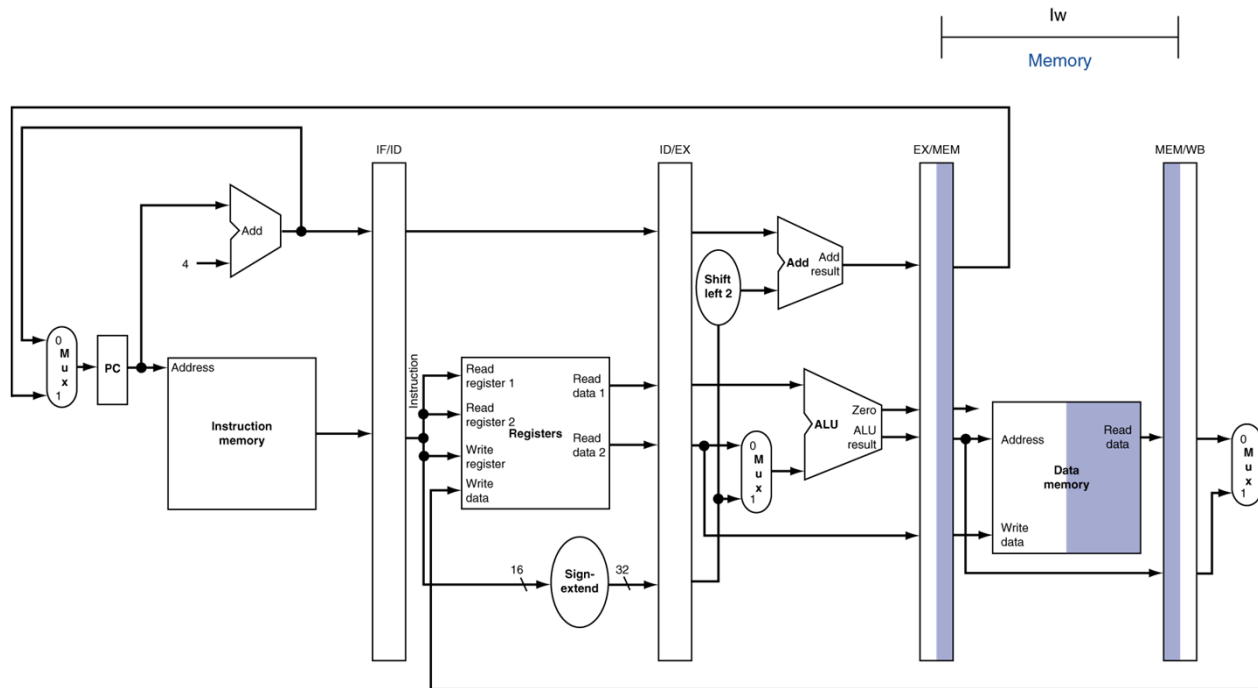 lw
Memory
IF/ID
ID/EX
EX/MEM
MEM/WB
Add
4
Add
Add
result
Shift
left 2
0
M
u
x
1
PC
Address
Instruction
memory
Instruction
Read
register 1
Read
register 2
Write
register
Write
data
Registers
Read
data 1
Read
data 2
16
Sign-
extend
32
0
M
u
x
1
ALU
Zero
ALU
result
Address
Write
data
Data
memory
Read
data
0
M
u
x
1